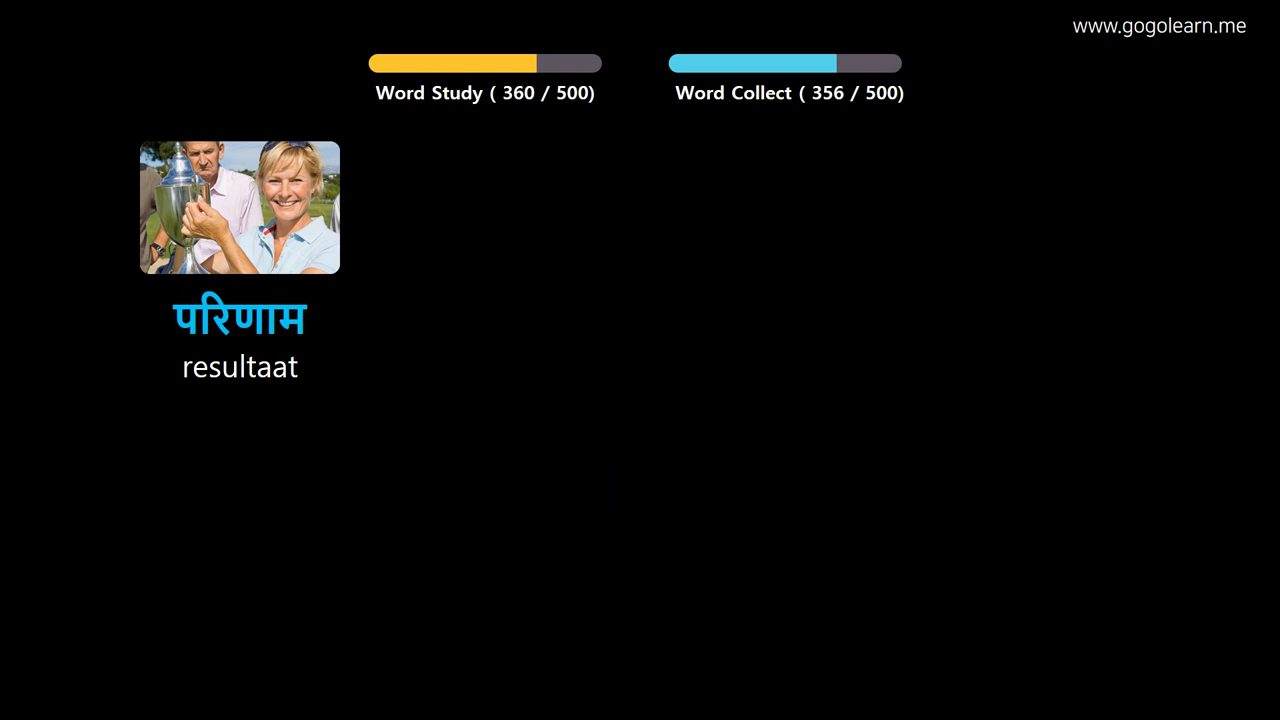 www.gogolearn.me
Word Study ( 360 / 500)
Word Collect ( 356 / 500)
परिणाम
resultaat